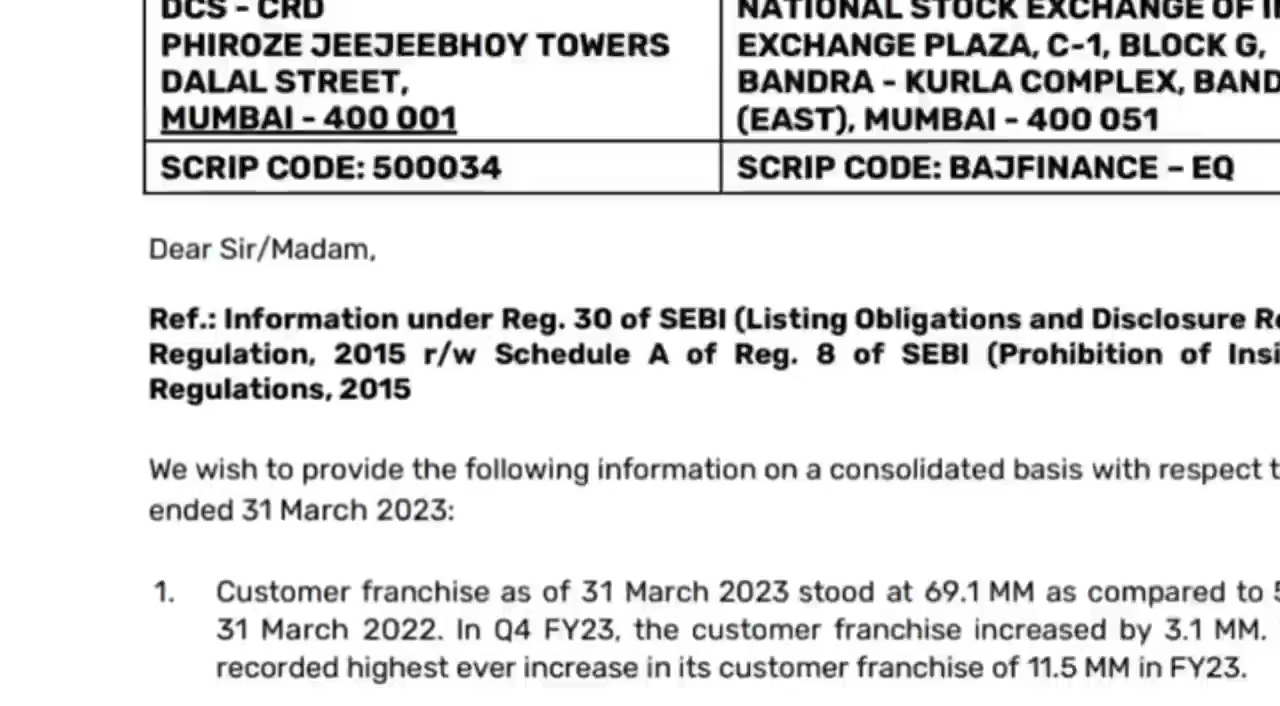 DCS - CRD
PHIROZE JEEJEEBHOY TOWERS
DALAL STREET,
MUMBAI - 400 001
SCRIP CODE: 500034
NATIONAL STOCK EXCHANGE OF
EXCHANGE PLAZA, C-1, BLOCK G,
BANDRA - KURLA COMPLEX, BAND
(EAST), MUMBAI - 400 051
SCRIP CODE: BAJFINANCE – EQ
Dear Sir/Madam,
Ref.: Information under Reg. 30 of SEBI (Listing Obligations and Disclosure Re
Regulation, 2015 r/w Schedule A of Reg. 8 of SEBI (Prohibition of Insi
Regulations, 2015
We wish to provide the following information on a consolidated basis with respect t
ended 31 March 2023:
1. Customer franchise as of 31 March 2023 stood at 69.1 MM as compared to 5
31 March 2022. In Q4 FY23, the customer franchise increased by 3.1 MM.
recorded highest ever increase in its customer franchise of 11.5 MM in FY23.